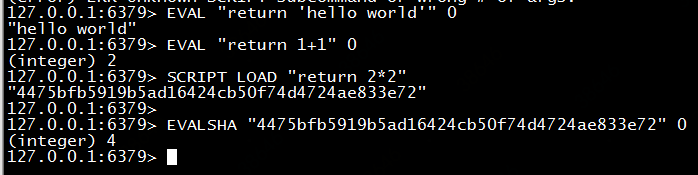 127.0.0.1:6379> EVAL "return 'hello world'" 0
"hello world"
127.0.0.1:6379> EVAL "return 1+1" 0
(integer) 2
127.0.0.1:6379> SCRIPT LOAD "return 2*2"
"4475bfb5919b5ad16424cb50f74d4724ae833e72"
127.0.0.1:6379>
127.0.0.1:6379> EVALSHA "4475bfb5919b5ad16424cb50f74d4724ae833e72" 0
(integer) 4
127.0.0.1:6379>